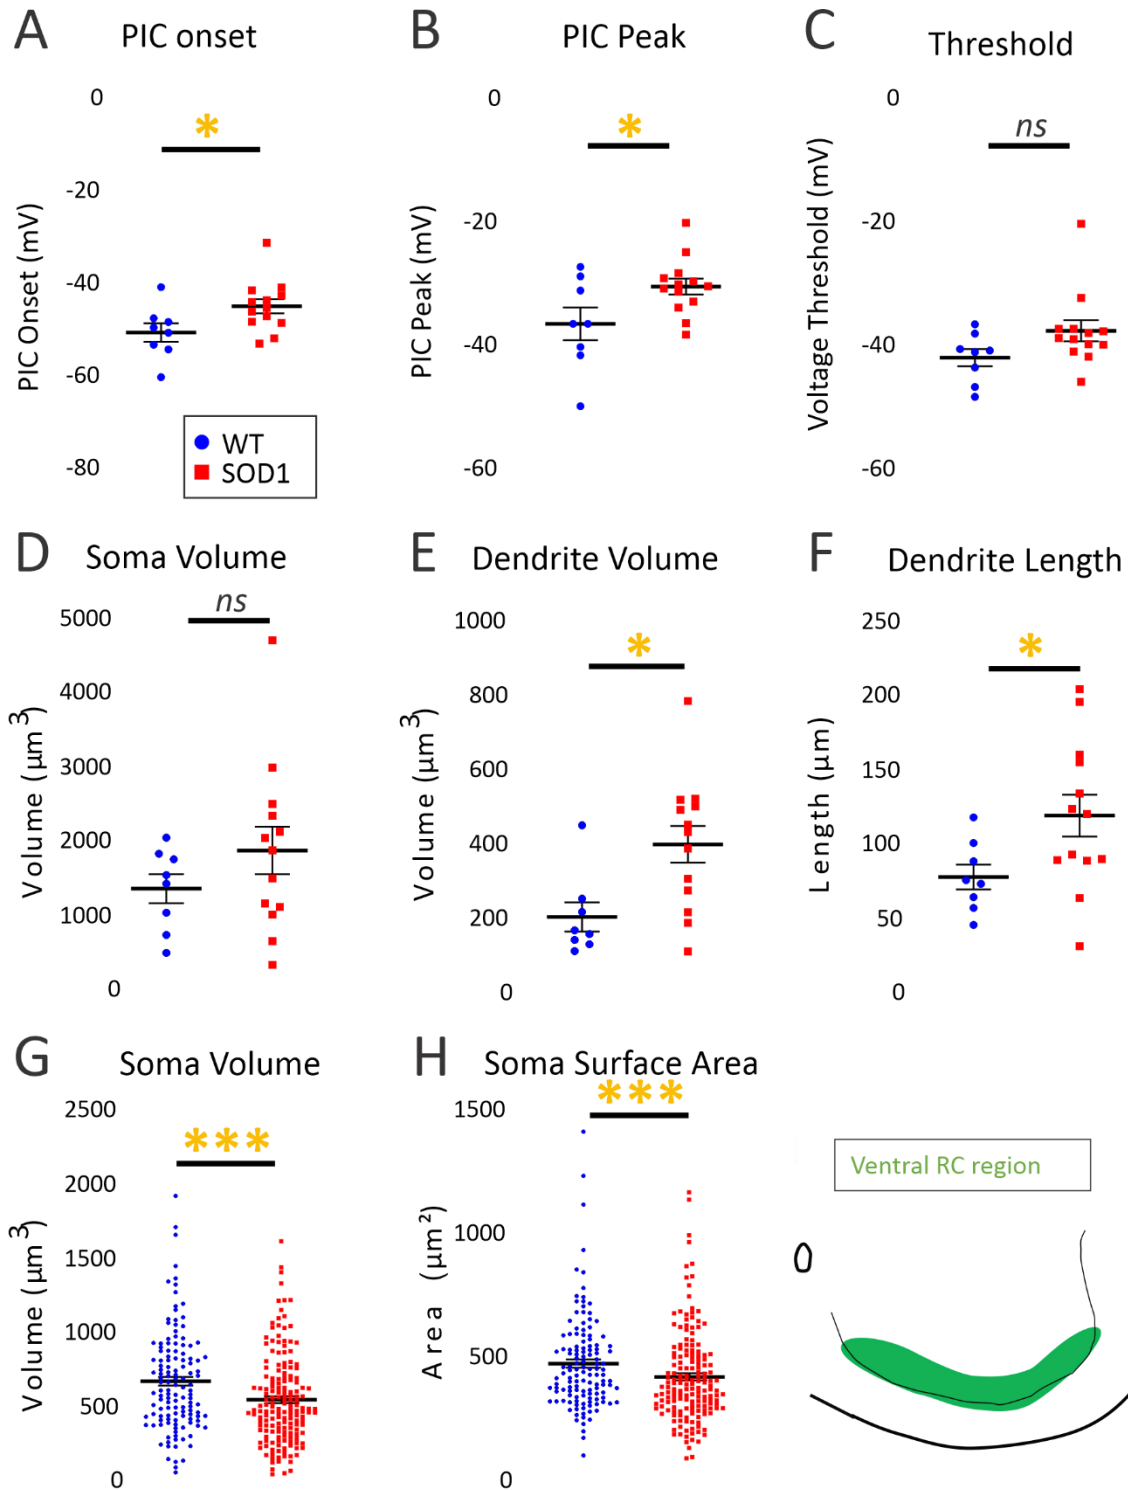 A PIC onset
B PIC Peak
C Threshold
0
-20
-40
-60
-80
PIC Onset (mV)
*
WT
SOD1
0
-20
-40
-60
PIC Peak (mV)
*
0
-20
-40
-60
Voltage Threshold (mV)
ns
D Soma Volume
E Dendrite Volume
F Dendrite Length
ns
5000
4000
3000
2000
1000
0
Volume (µm³)
*
1000
800
600
400
200
0
Volume (µm³)
*
250
200
150
100
50
0
Length (µm)
G Soma Volume
H Soma Surface Area
***
2500
2000
1500
1000
500
0
Volume (µm³)
***
1500
1000
500
0
Area (µm²)
Ventral RC region